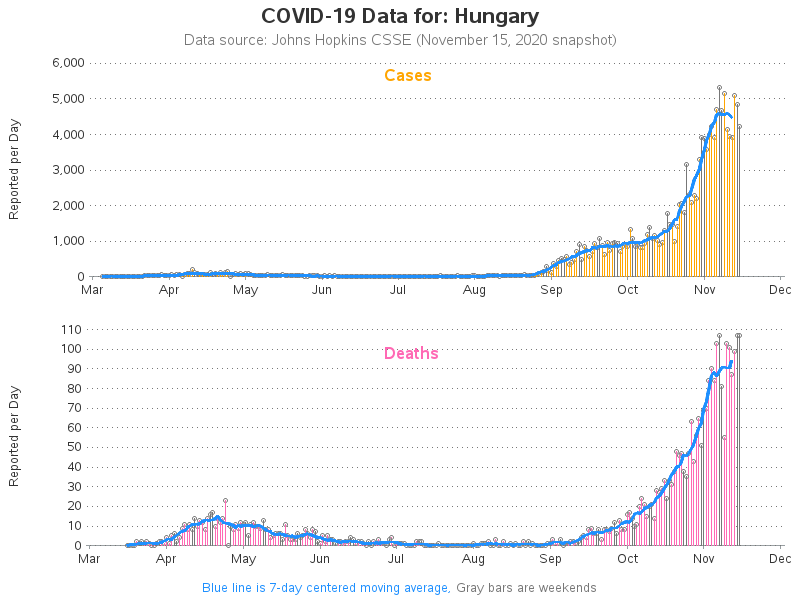 COVID-19 Data for: Hungary
Data source: Johns Hopkins CSSE (November 15, 2020 snapshot)
Cases
Reported per Day
6,000
5,000
4,000
3,000
2,000
1,000
0
Mar Apr May Jun Jul Aug Sep Oct Nov Dec
Deaths
Reported per Day
110
100
90
80
70
60
50
40
30
20
10
0
Mar Apr May Jun Jul Aug Sep Oct Nov Dec
Blue line is 7-day centered moving average, Gray bars are weekends